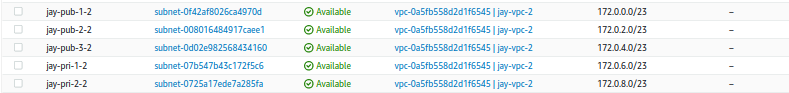 jay-pub-1-2 subnet-0f42af8026ca4970d Available vpc-0a5fb558d2d1f6545 | jay-vpc-2 172.0.0.0/23 –
jay-pub-2-2 subnet-008016484917caee1 Available vpc-0a5fb558d2d1f6545 | jay-vpc-2 172.0.2.0/23 –
jay-pub-3-2 subnet-0d02e982568434160 Available vpc-0a5fb558d2d1f6545 | jay-vpc-2 172.0.4.0/23 –
jay-pri-1-2 subnet-07b547b43c172f5c6 Available vpc-0a5fb558d2d1f6545 | jay-vpc-2 172.0.6.0/23 –
jay-pri-2-2 subnet-0725a17ede7a285fa Available vpc-0a5fb558d2d1f6545 | jay-vpc-2 172.0.8.0/23 –